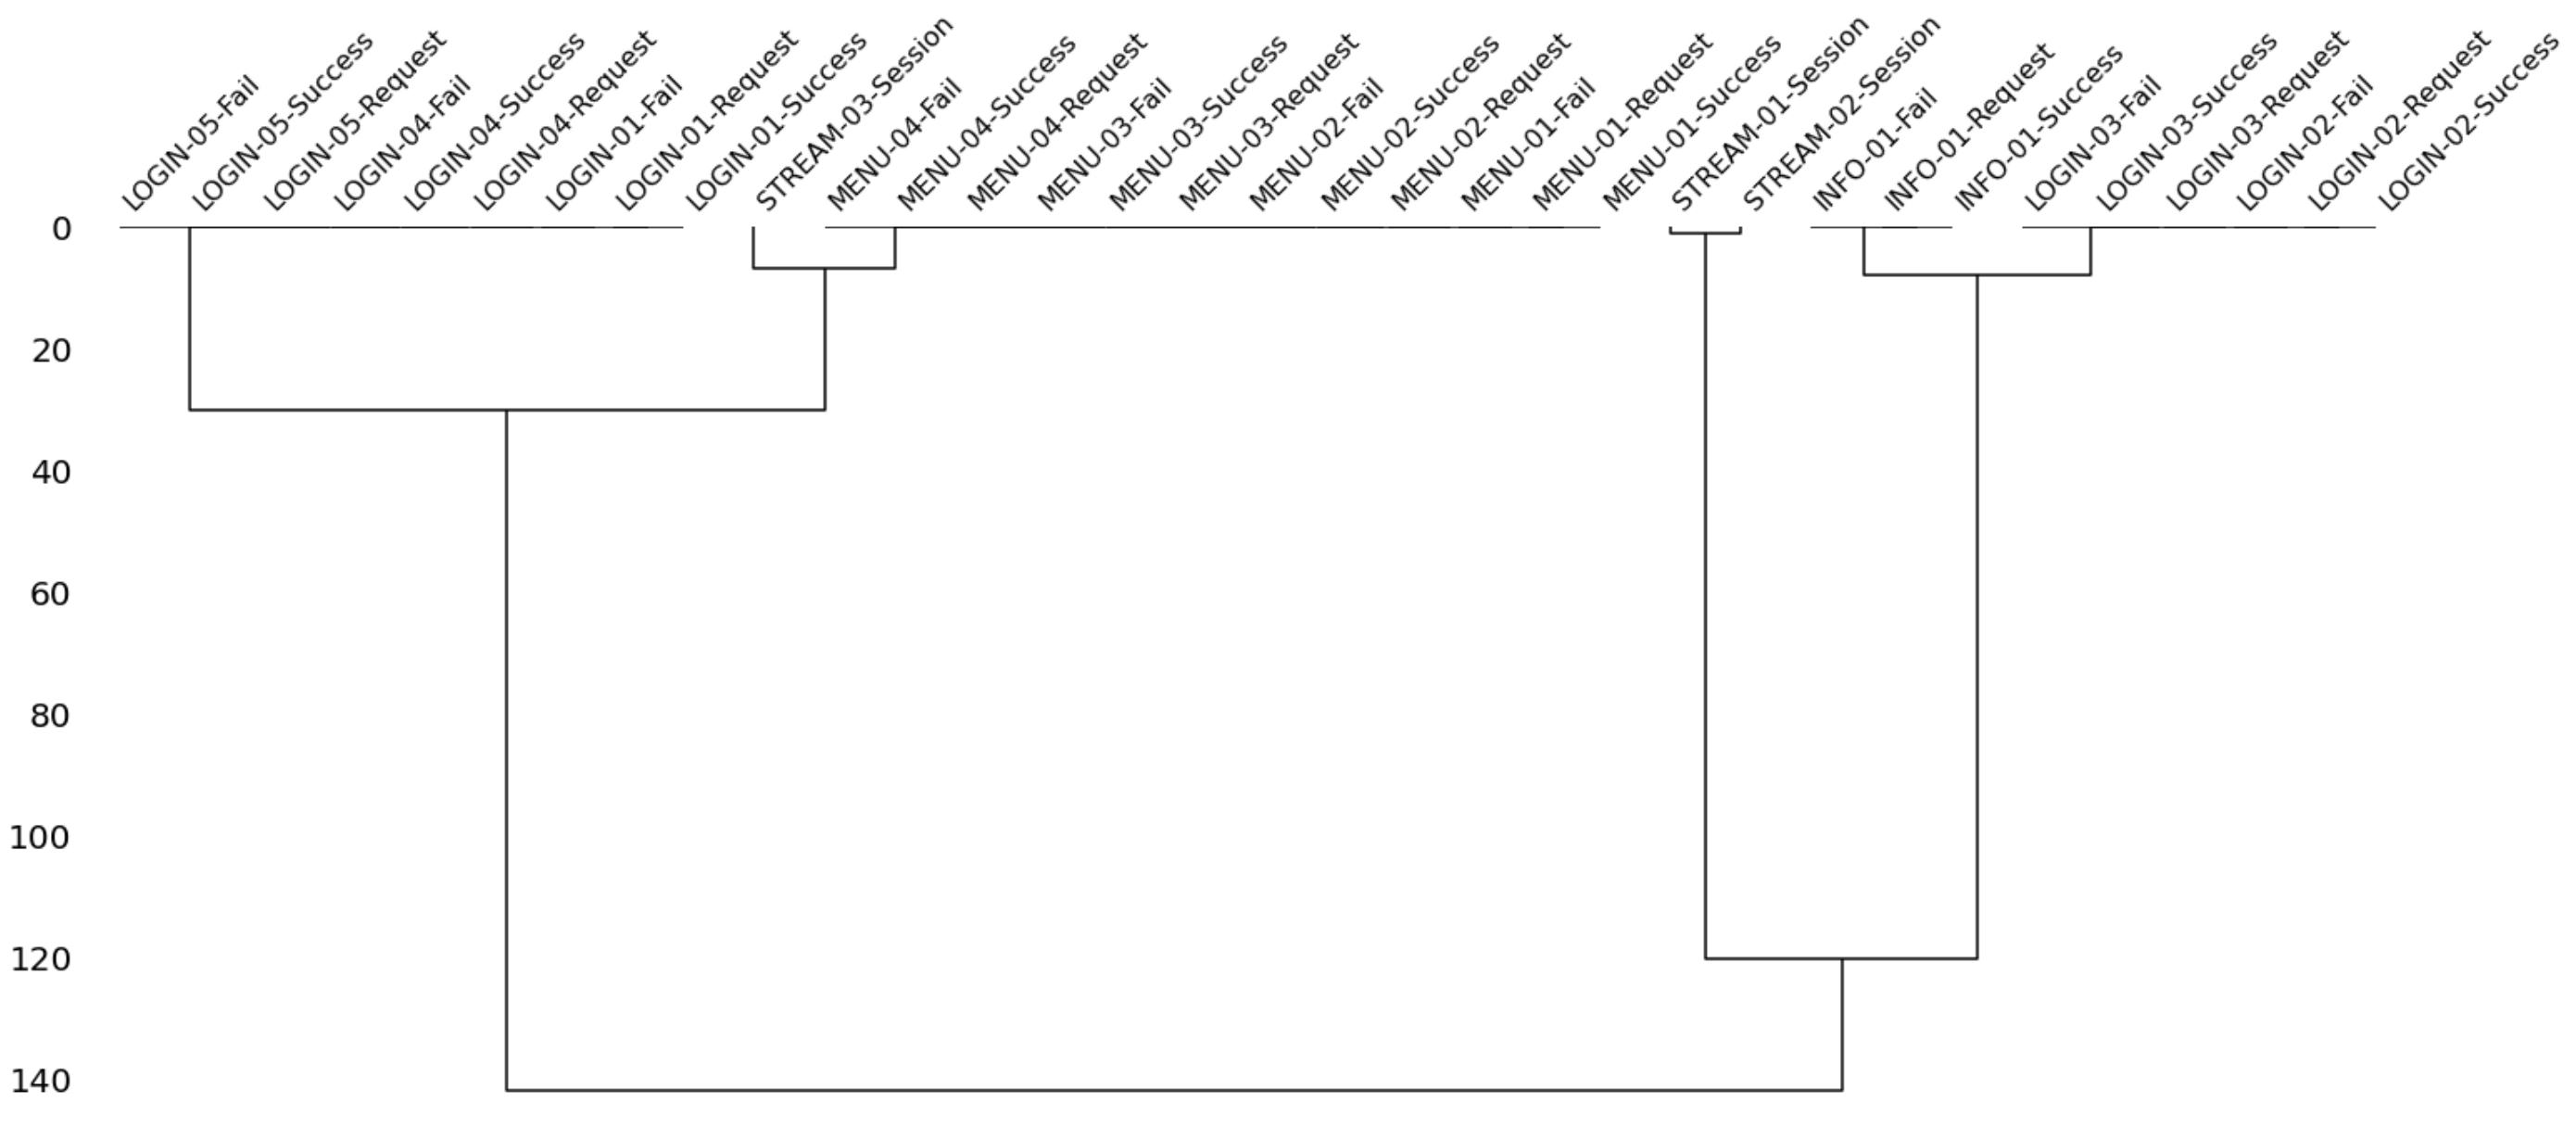 LOGIN-05-Fail
LOGIN-05-Success
LOGIN-05-Request
LOGIN-04-Fail
LOGIN-04-Success
LOGIN-04-Request
LOGIN-01-Fail
LOGIN-01-Request
LOGIN-01-Success
STREAM-03-Session
MENU-04-Fail
MENU-04-Success
MENU-04-Request
MENU-03-Fail
MENU-03-Success
MENU-03-Request
MENU-02-Fail
MENU-02-Success
MENU-02-Request
MENU-01-Fail
MENU-01-Request
MENU-01-Success
STREAM-01-Session
STREAM-02-Session
INFO-01-Fail
INFO-01-Request
INFO-01-Success
LOGIN-03-Fail
LOGIN-03-Success
LOGIN-03-Request
LOGIN-02-Fail
LOGIN-02-Request
LOGIN-02-Success
0
20
40
60
80
100
120
140